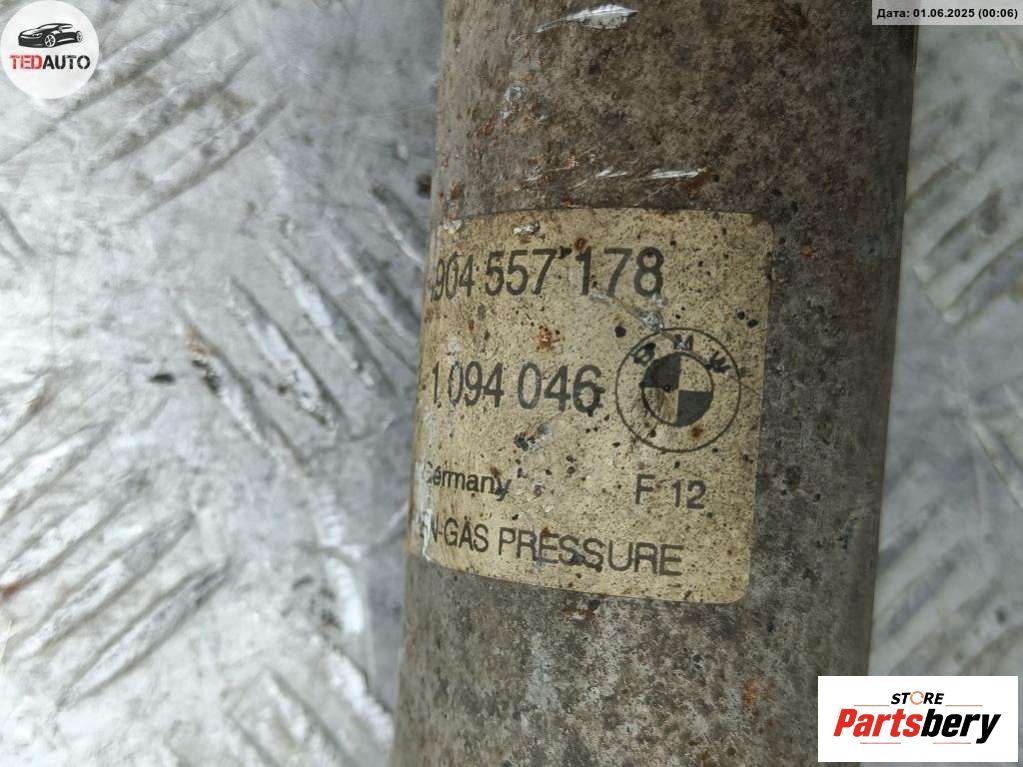 TEDAUTO
Дата: 01.06.2025 (00:06)
904 557 178
1 094 046
BMW
Germany
F 12
N-GAS PRESSURE
STORE
Partsbery